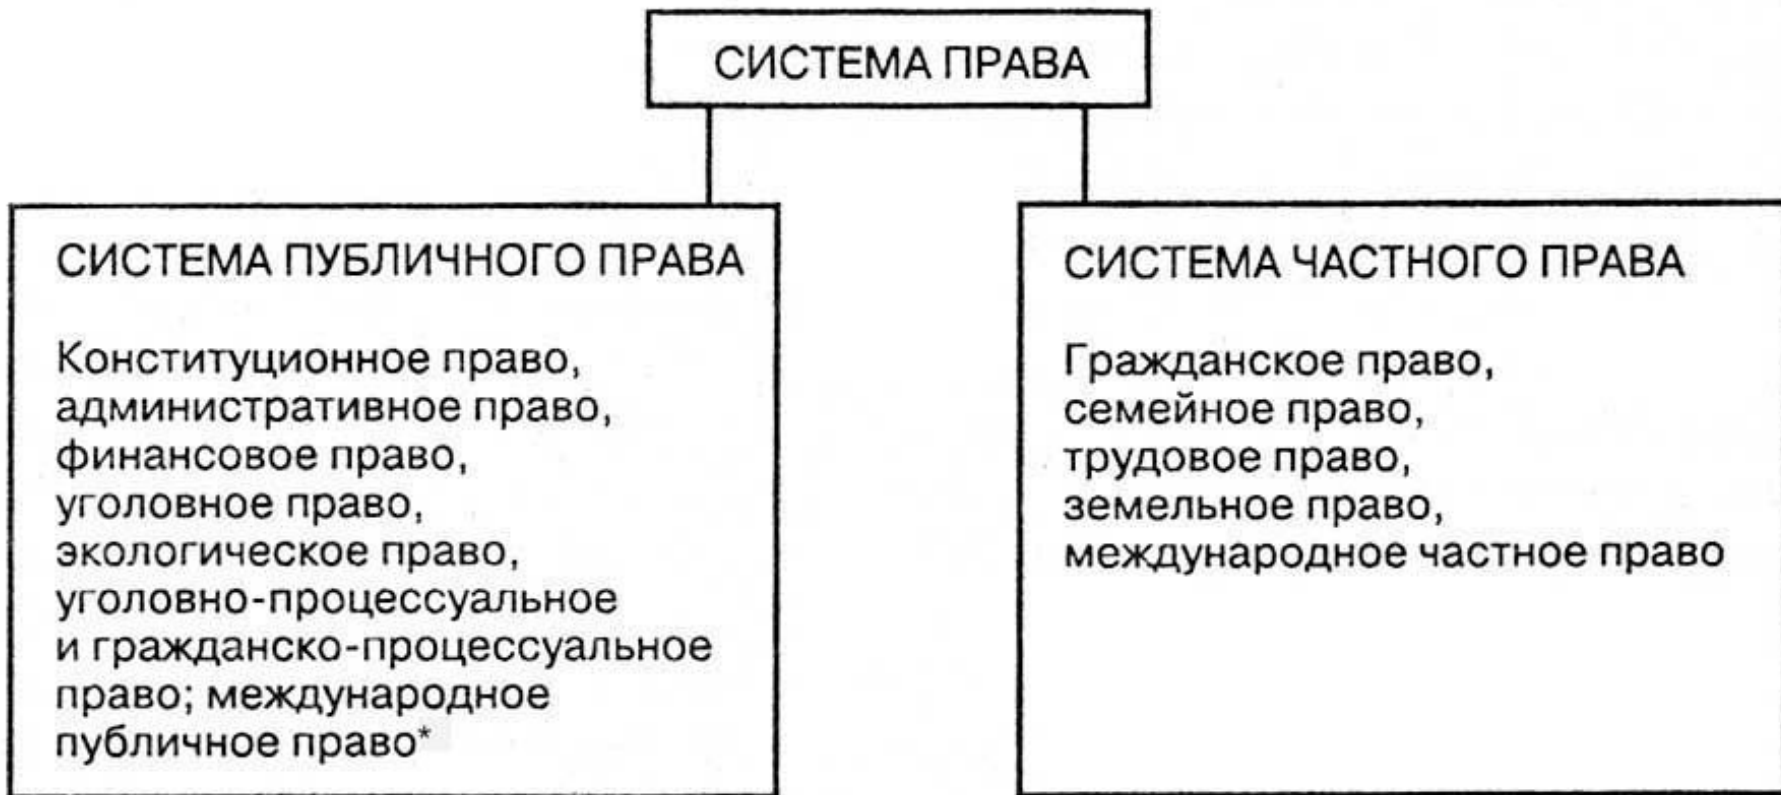 СИСТЕМА ПРАВА
СИСТЕМА ПУБЛИЧНОГО ПРАВА
Конституционное право,
административное право,
финансовое право,
уголовное право,
экологическое право,
уголовно-процессуальное
и гражданско-процессуальное
право; международное
публичное право*
СИСТЕМА ЧАСТНОГО ПРАВА
Гражданское право,
семейное право,
трудовое право,
земельное право,
международное частное право